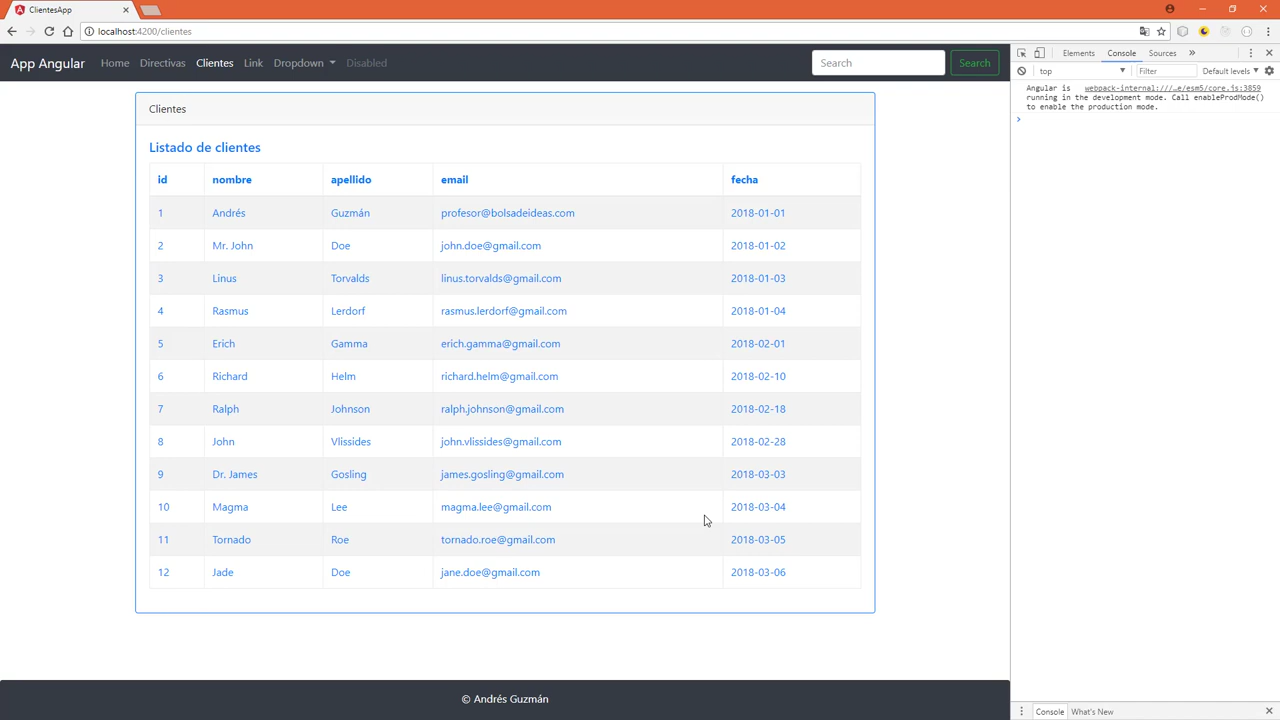 ClientesApp
localhost:4200/clientes
App Angular Home Directivas Clientes Link Dropdown Disabled Search Search
Elements Console Sources »
top Filter Default levels
Angular is webpack-internal:///…e/esm5/core.js:3859
running in the development mode. Call enableProdMode()
to enable the production mode.
Clientes
Listado de clientes
id nombre apellido email fecha
1 Andrés Guzmán profesor@bolsadeideas.com 2018-01-01
2 Mr. John Doe john.doe@gmail.com 2018-01-02
3 Linus Torvalds linus.torvalds@gmail.com 2018-01-03
4 Rasmus Lerdorf rasmus.lerdorf@gmail.com 2018-01-04
5 Erich Gamma erich.gamma@gmail.com 2018-02-01
6 Richard Helm richard.helm@gmail.com 2018-02-10
7 Ralph Johnson ralph.johnson@gmail.com 2018-02-18
8 John Vlissides john.vlissides@gmail.com 2018-02-28
9 Dr. James Gosling james.gosling@gmail.com 2018-03-03
10 Magma Lee magma.lee@gmail.com 2018-03-04
11 Tornado Roe tornado.roe@gmail.com 2018-03-05
12 Jade Doe jane.doe@gmail.com 2018-03-06
© Andrés Guzmán
Console What's New